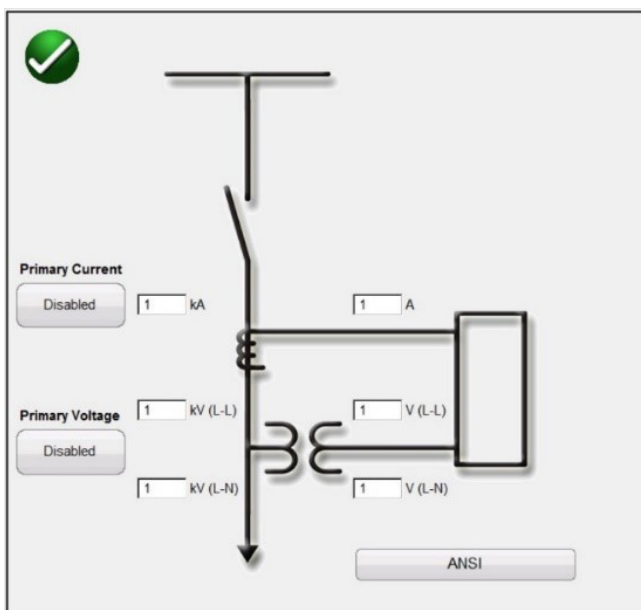 Primary Current
Disabled
1 kA
1 A
Primary Voltage
Disabled
1 kV (L-L)
1 V (L-L)
1 kV (L-N)
1 V (L-N)
ANSI